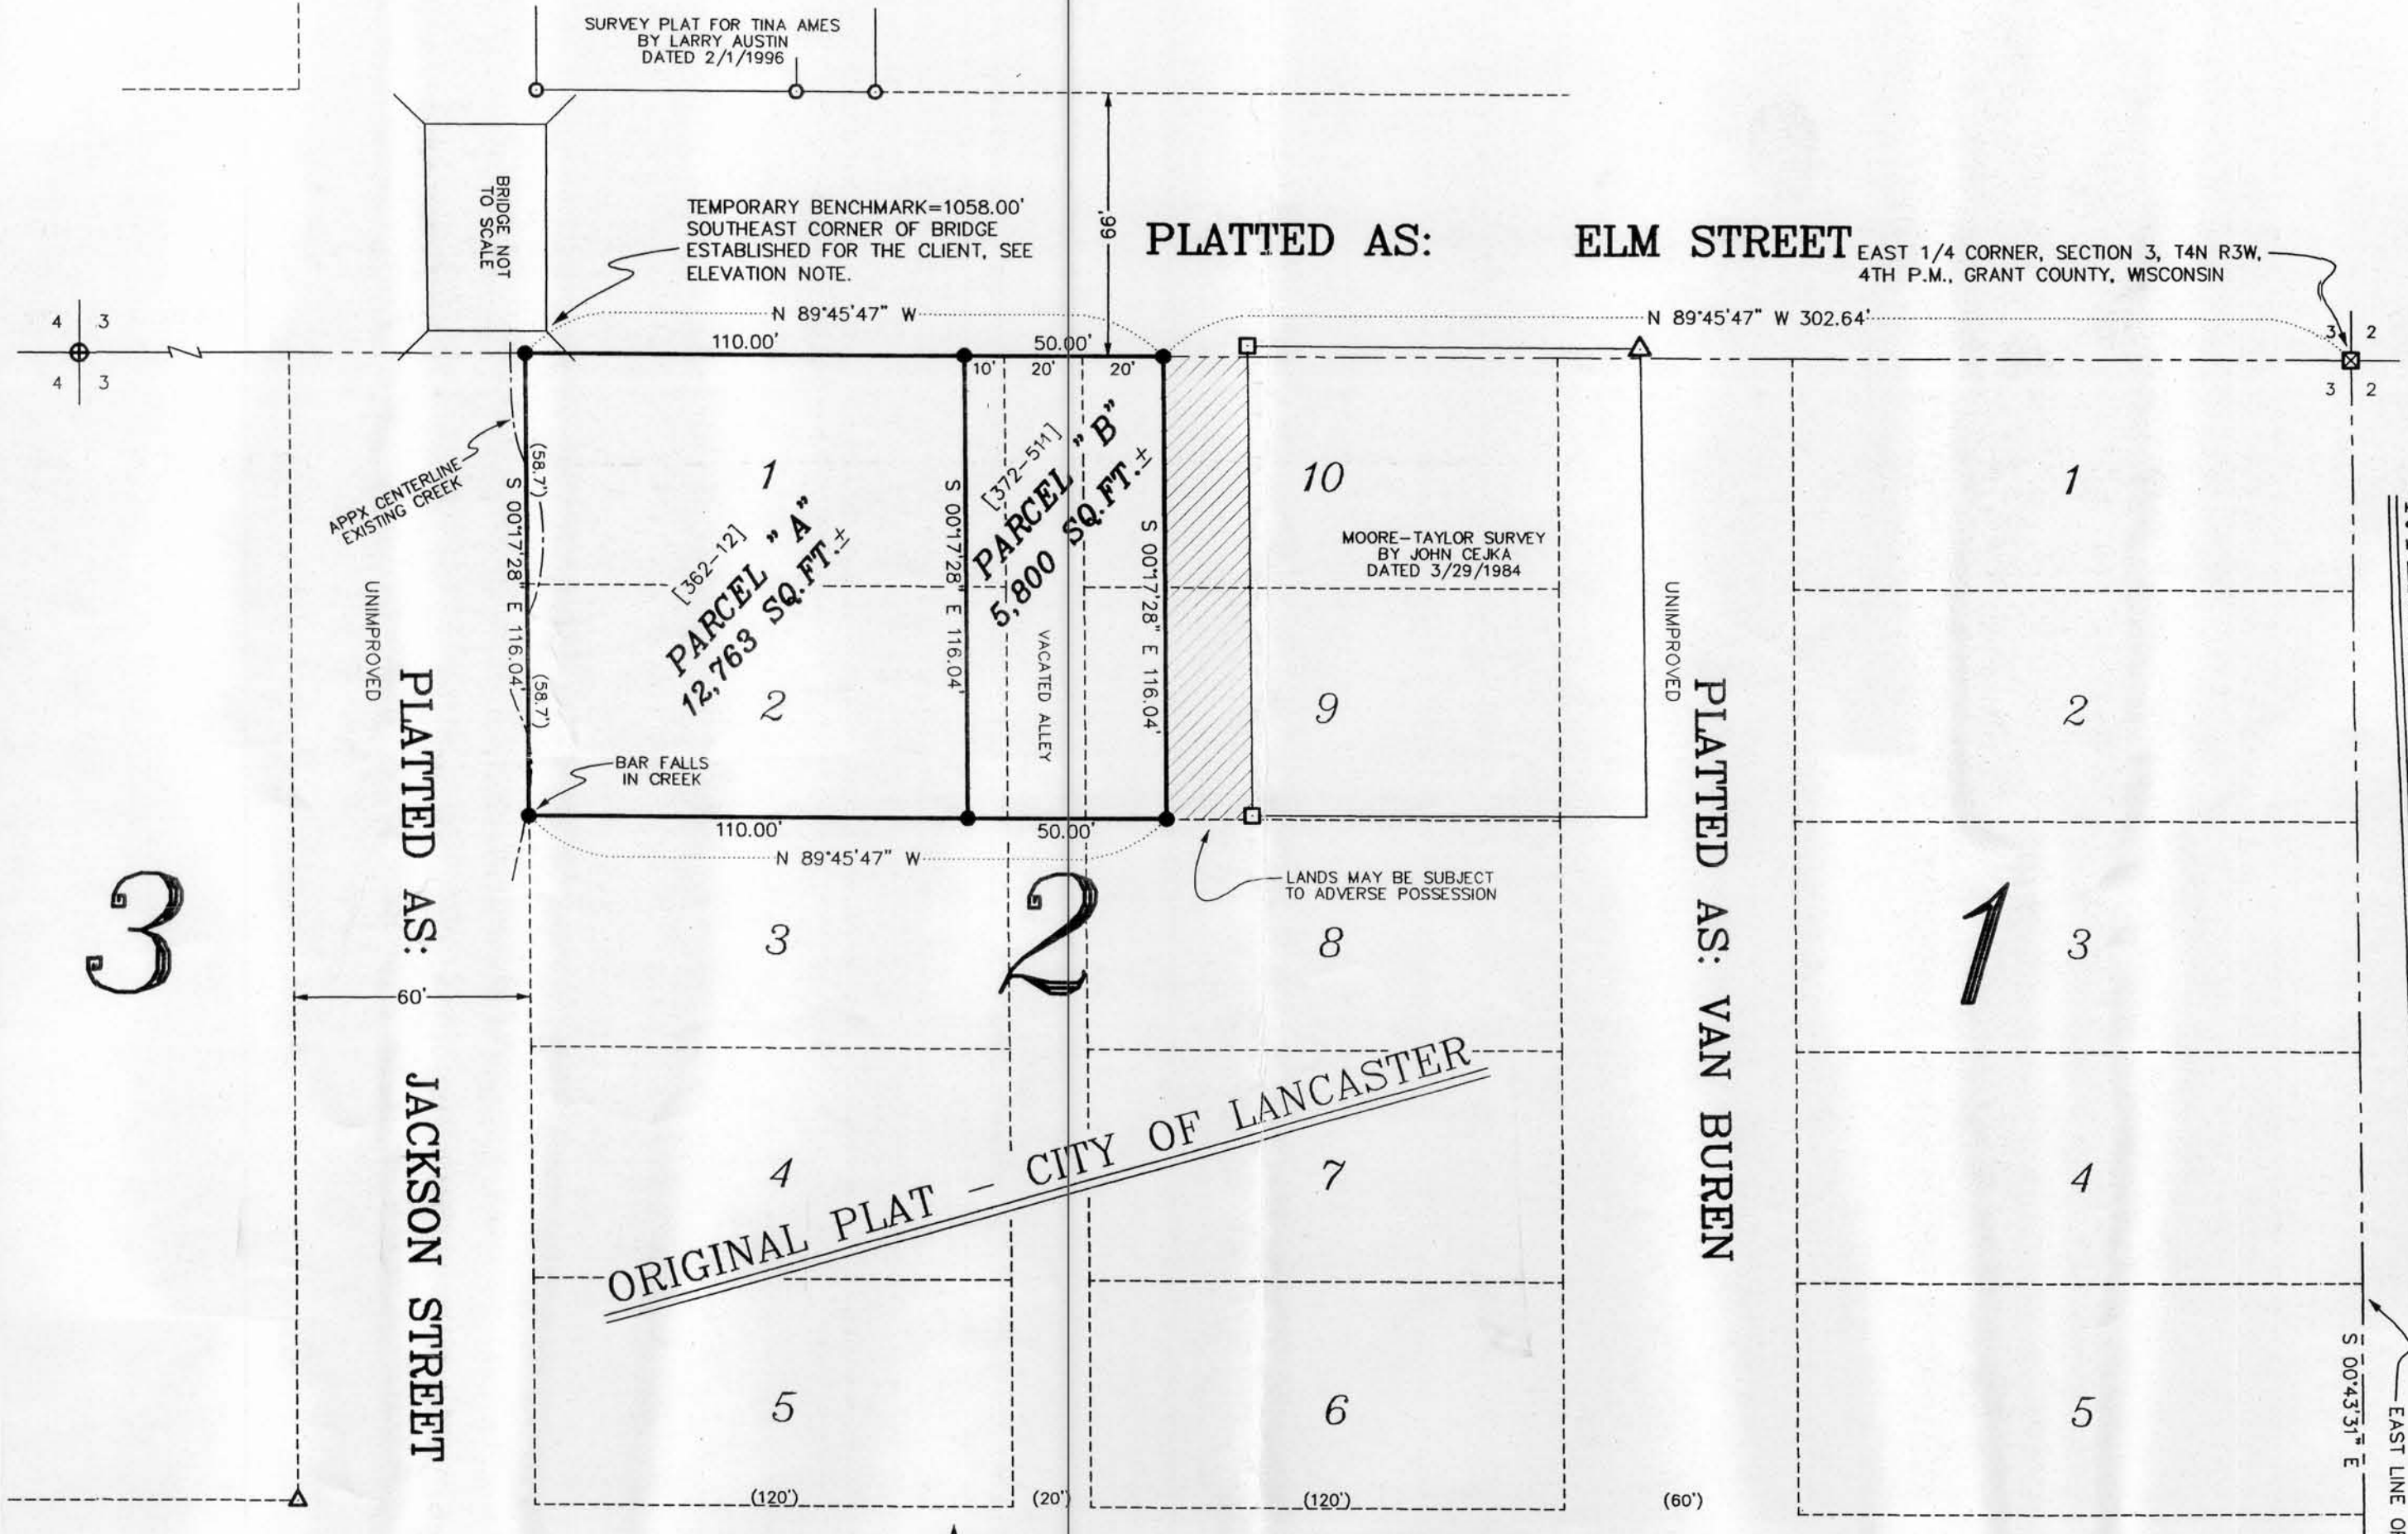 SURVEY PLAT FOR TINA AMES
BY LARRY AUSTIN
DATED 2/1/1996
BRIDGE NOT
TO SCALE
TEMPORARY BENCHMARK=1058.00'
SOUTHEAST CORNER OF BRIDGE
ESTABLISHED FOR THE CLIENT, SEE
ELEVATION NOTE.
66'
PLATTED AS: ELM STREET
EAST 1/4 CORNER, SECTION 3, T4N R3W,
4TH P.M., GRANT COUNTY, WISCONSIN
4 3
4 3
N 89°45'47" W
N 89°45'47" W 302.64'
3 2
3 2
110.00'
50.00'
10' 20' 20'
APPX CENTERLINE
EXISTING CREEK
(58.7')
S 00°17'28" E 116.04'
(58.7')
1
[362-12]
PARCEL "A"
12,763 SQ.FT.±
2
S 00°17'28" E 116.04'
[372-511]
PARCEL "B"
5,800 SQ.FT.±
VACATED ALLEY
S 00°17'28" E 116.04'
10
MOORE-TAYLOR SURVEY
BY JOHN CEJKA
DATED 3/29/1984
9
UNIMPROVED
UNIMPROVED
1
2
BAR FALLS
IN CREEK
110.00'
50.00'
N 89°45'47" W
LANDS MAY BE SUBJECT
TO ADVERSE POSSESSION
PLATTED AS: JACKSON STREET
PLATTED AS: VAN BUREN
3
3
2
8
1
3
60'
ORIGINAL PLAT - CITY OF LANCASTER
4
7
4
5
6
5
S 00°43'31" E
EAST LINE
(120')
(20')
(120')
(60')